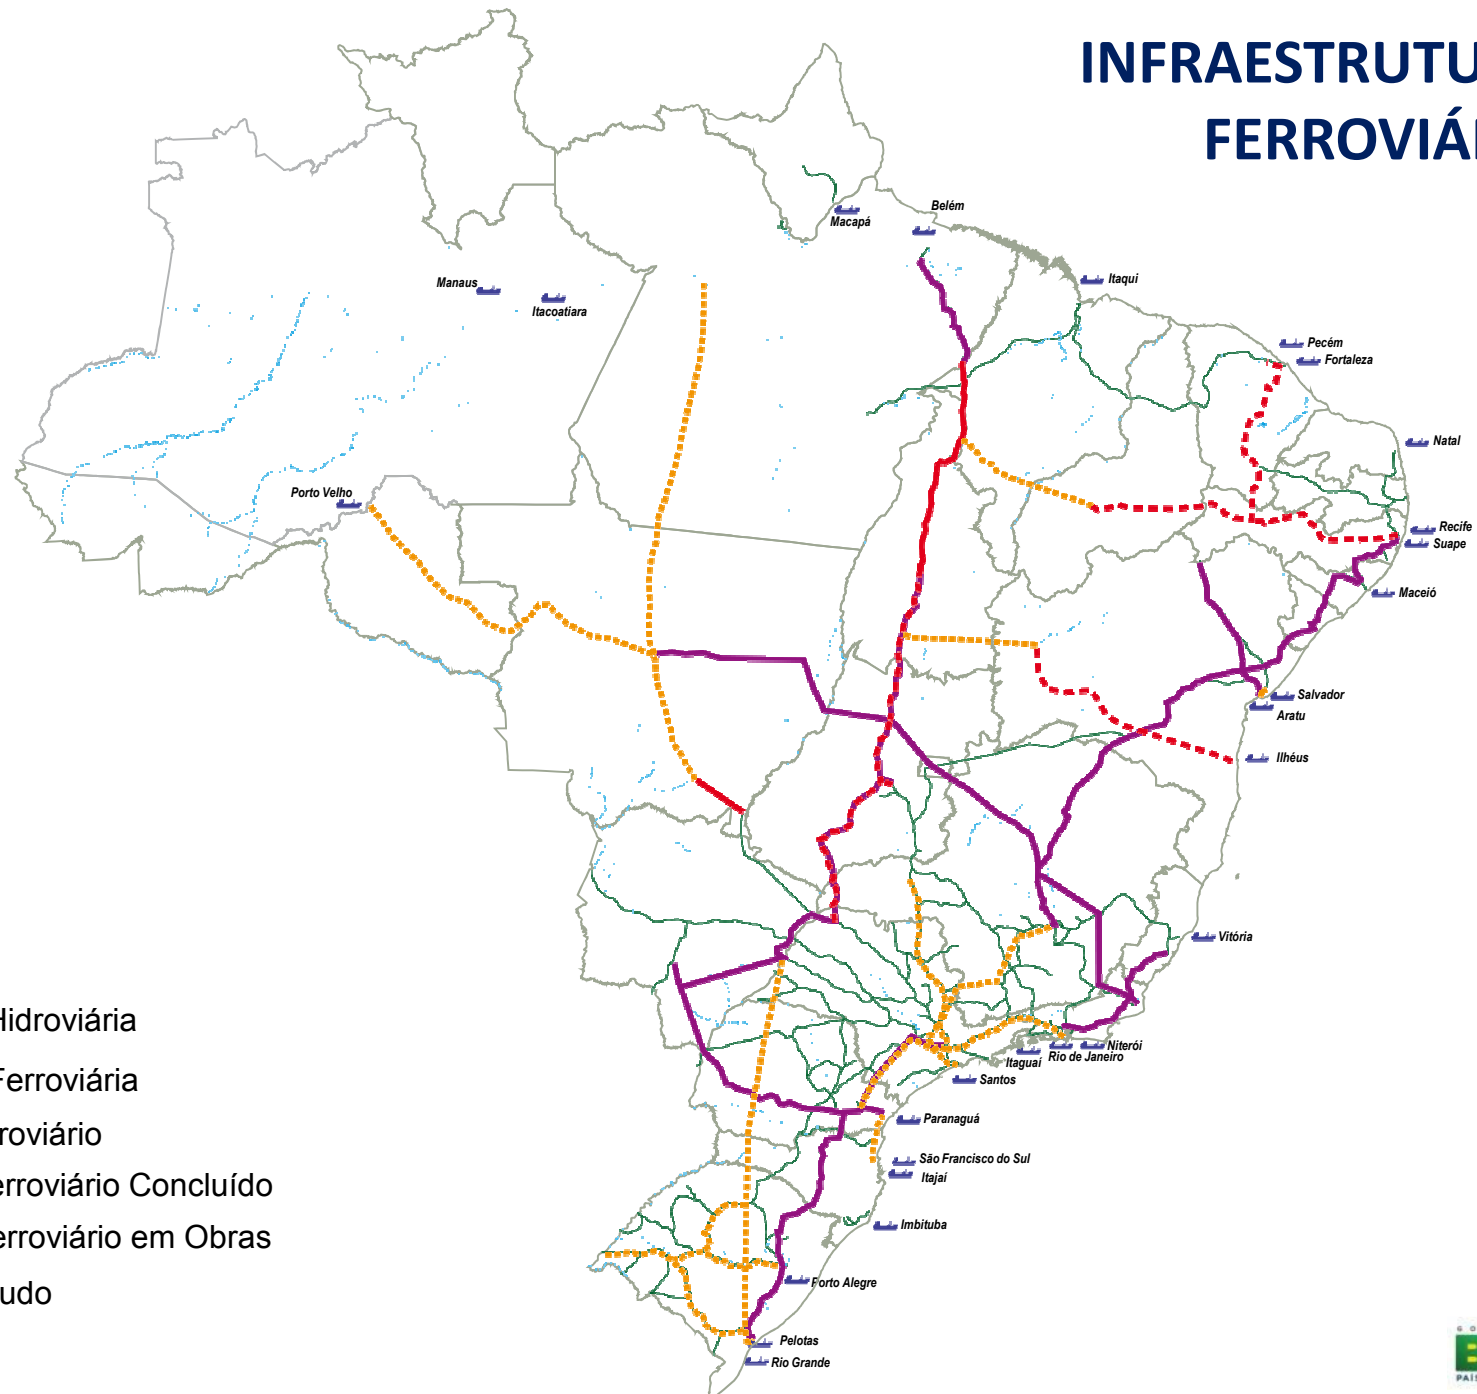 INFRAESTRUTU
FERROVIÁ
Belém
Macapá
Manaus
Itacoatiara
Itaqui
Pecém
Fortaleza
Natal
Porto Velho
Recife
Suape
Maceió
Salvador
Aratu
Ilhéus
Vitória
Niterói
Itaguaí
Rio de Janeiro
Santos
Paranaguá
São Francisco do Sul
Itajaí
Imbituba
Porto Alegre
Pelotas
Rio Grande
Hidroviária
Ferroviária
roviário
erroviário Concluído
erroviário em Obras
udo